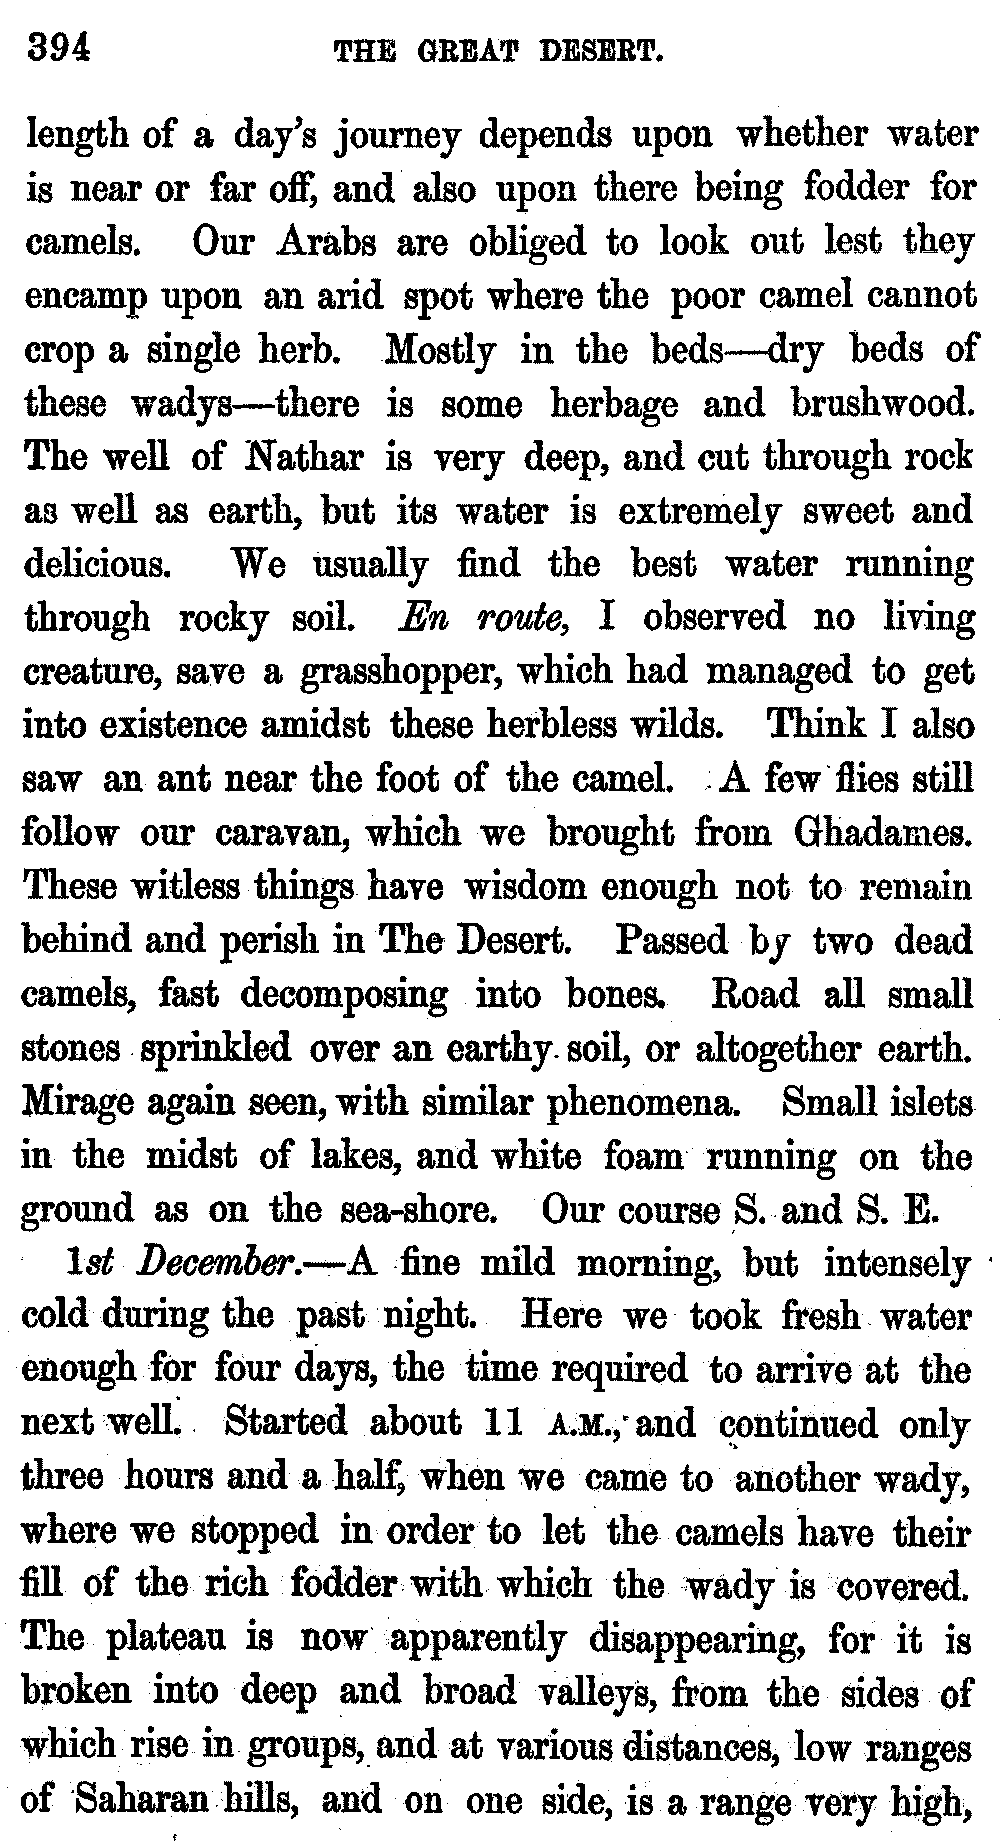 394 THE GREAT DESERT.
length of a day's journey depends upon whether water
is near or far off, and also upon there being fodder for
camels. Our Arabs are obliged to look out lest they
encamp upon an arid spot where the poor camel cannot
crop a single herb. Mostly in the beds—dry beds of
these wadys—there is some herbage and brushwood.
The well of Nathar is very deep, and cut through rock
as well as earth, but its water is extremely sweet and
delicious. We usually find the best water running
through rocky soil. En route, I observed no living
creature, save a grasshopper, which had managed to get
into existence amidst these herbless wilds. Think I also
saw an ant near the foot of the camel. A few flies still
follow our caravan, which we brought from Ghadames.
These witless things have wisdom enough not to remain
behind and perish in The Desert. Passed by two dead
camels, fast decomposing into bones. Road all small
stones sprinkled over an earthy soil, or altogether earth.
Mirage again seen, with similar phenomena. Small islets
in the midst of lakes, and white foam running on the
ground as on the sea-shore. Our course S. and S. E.
1st December.—A fine mild morning, but intensely
cold during the past night. Here we took fresh water
enough for four days, the time required to arrive at the
next well. Started about 11 A.M., and continued only
three hours and a half, when we came to another wady,
where we stopped in order to let the camels have their
fill of the rich fodder with which the wady is covered.
The plateau is now apparently disappearing, for it is
broken into deep and broad valleys, from the sides of
which rise in groups, and at various distances, low ranges
of Saharan hills, and on one side, is a range very high,